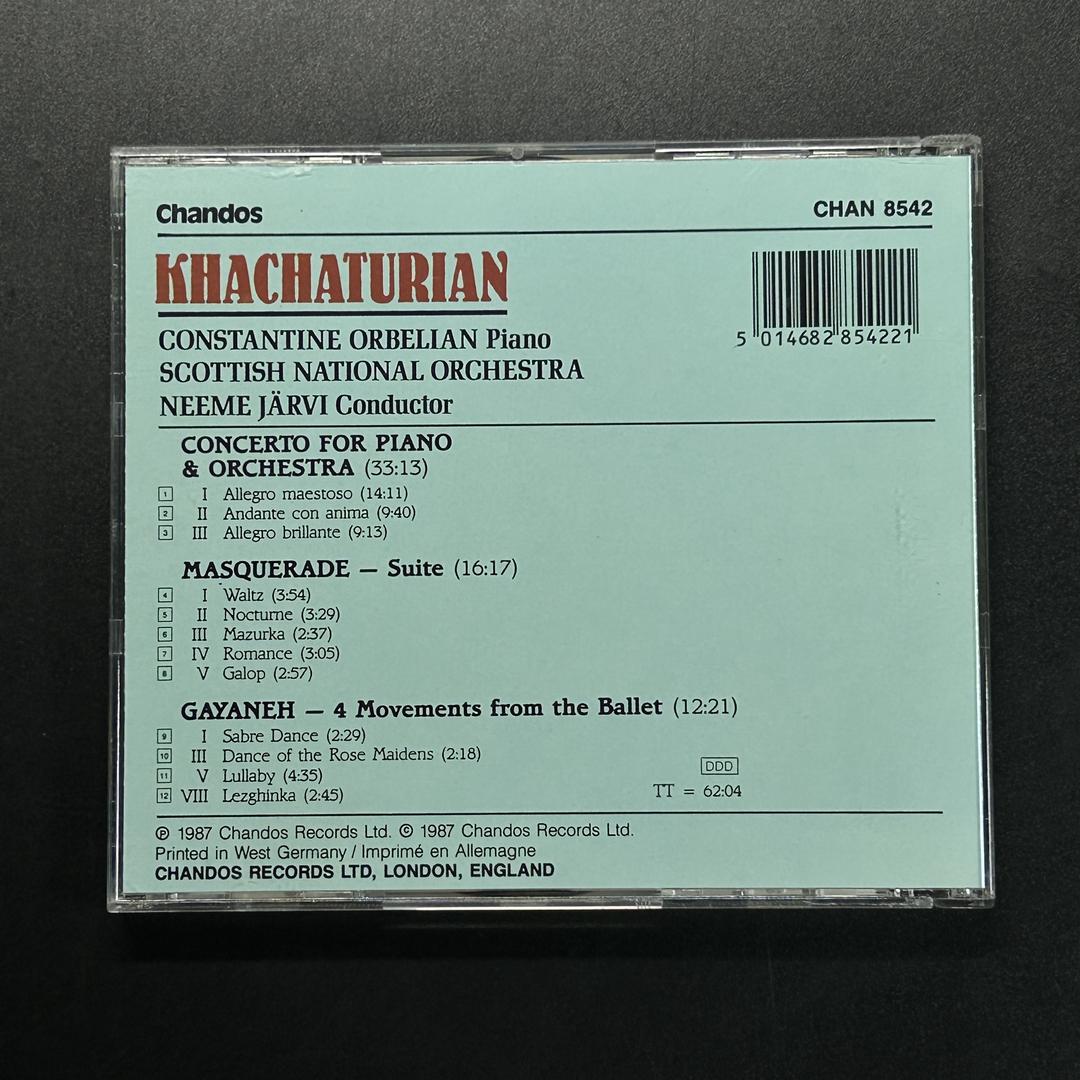 Chandos CHAN 8542
KHACHATURIAN
5 014682 854221
CONSTANTINE ORBELIAN Piano
SCOTTISH NATIONAL ORCHESTRA
NEEME JÄRVI Conductor
CONCERTO FOR PIANO
& ORCHESTRA (33:13)
1 I Allegro maestoso (14:11)
2 II Andante con anima (9:40)
3 III Allegro brillante (9:13)
MASQUERADE – Suite (16:17)
4 I Waltz (3:54)
5 II Nocturne (3:29)
6 III Mazurka (2:37)
7 IV Romance (3:05)
8 V Galop (2:57)
GAYANEH – 4 Movements from the Ballet (12:21)
9 I Sabre Dance (2:29)
10 III Dance of the Rose Maidens (2:18)
11 V Lullaby (4:35)
12 VIII Lezghinka (2:45)
DDD
TT = 62:04
℗ 1987 Chandos Records Ltd. © 1987 Chandos Records Ltd.
Printed in West Germany / Imprimé en Allemagne
CHANDOS RECORDS LTD, LONDON, ENGLAND